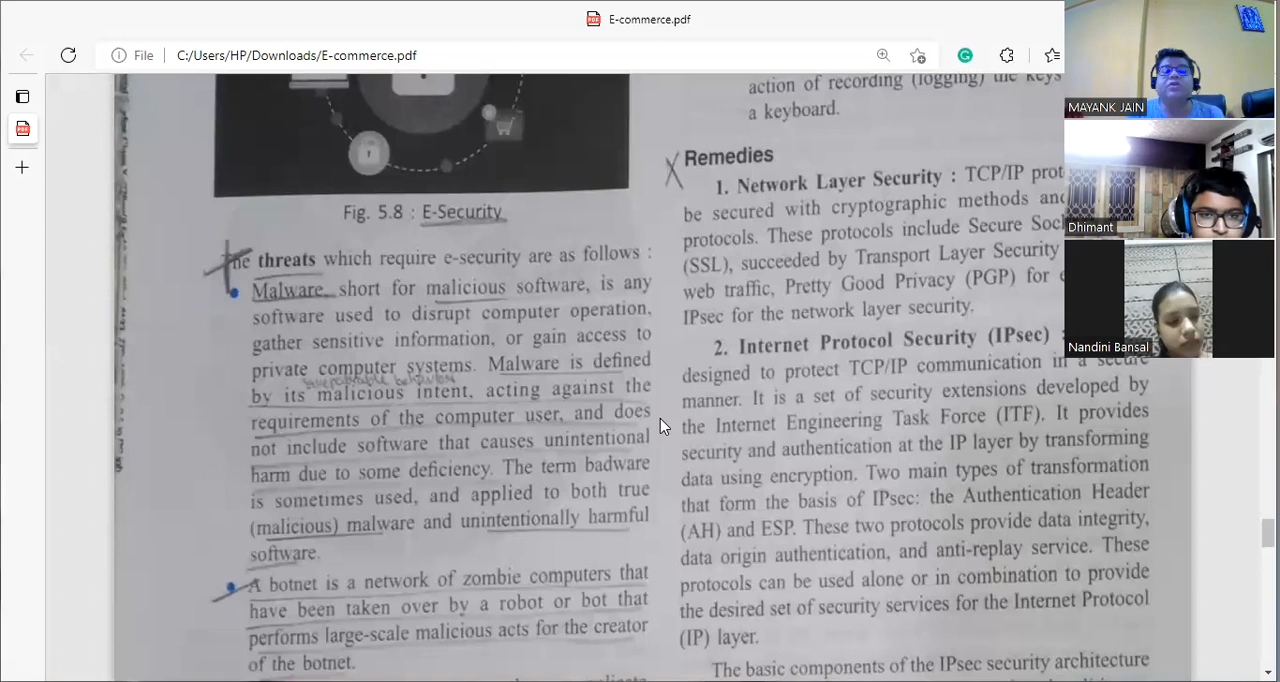 E-commerce.pdf
File
C:/Users/HP/Downloads/E-commerce.pdf
MAYANK JAIN
Dhimant
Nandini Bansal
Fig. 5.8 : E-Security
The threats which require e-security are as follows :
Malware, short for malicious software, is any
software used to disrupt computer operation,
gather sensitive information, or gain access to
private computer systems. Malware is defined
by its malicious intent, acting against the
requirements of the computer user, and does
not include software that causes unintentional
harm due to some deficiency. The term badware
is sometimes used, and applied to both true
(malicious) malware and unintentionally harmful
software.
A botnet is a network of zombie computers that
have been taken over by a robot or bot that
performs large-scale malicious acts for the creator
of the botnet.
action of recording (logging) the keys
a keyboard.
Remedies
1. Network Layer Security : TCP/IP prot
be secured with cryptographic methods and
protocols. These protocols include Secure Soc
(SSL), succeeded by Transport Layer Security
web traffic, Pretty Good Privacy (PGP) for e
IPsec for the network layer security.
2. Internet Protocol Security (IPsec) :
designed to protect TCP/IP communication in a secure
manner. It is a set of security extensions developed by
the Internet Engineering Task Force (ITF). It provides
security and authentication at the IP layer by transforming
data using encryption. Two main types of transformation
that form the basis of IPsec: the Authentication Header
(AH) and ESP. These two protocols provide data integrity,
data origin authentication, and anti-replay service. These
protocols can be used alone or in combination to provide
the desired set of security services for the Internet Protocol
(IP) layer.
The basic components of the IPsec security architecture